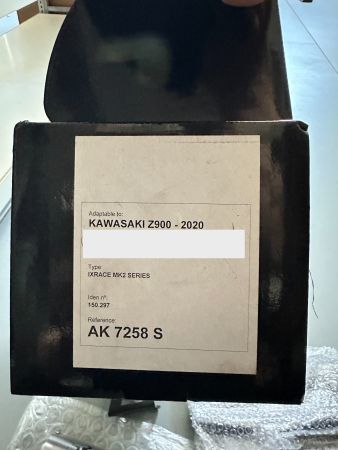 Adaptable to:
KAWASAKI Z900 - 2020
Type
IXRACE MK2 SERIES
Iden nº:
150.297
Reference:
AK 7258 S